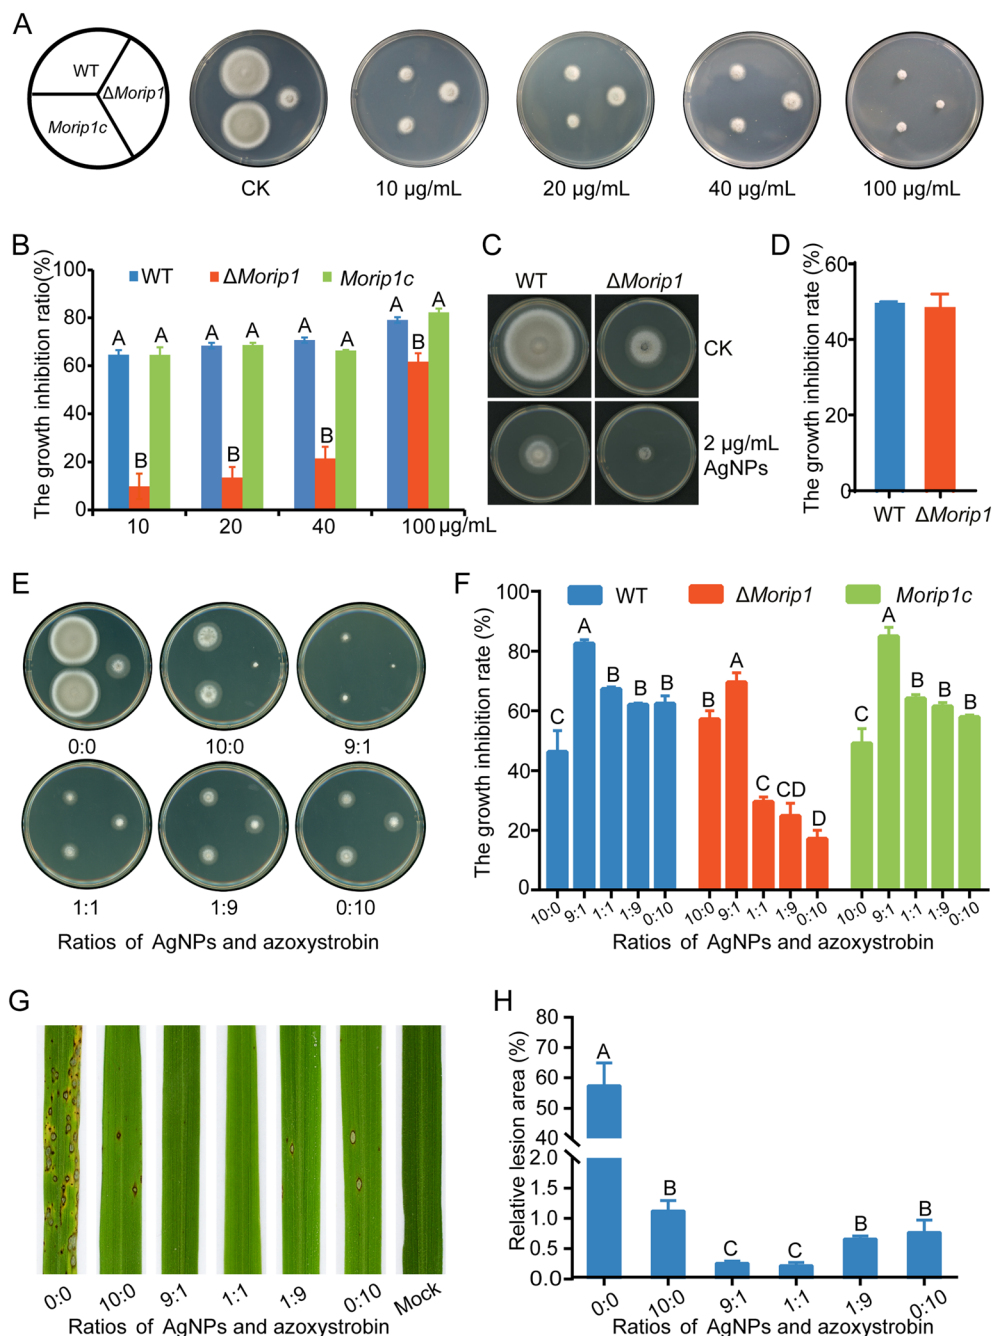 A
WT
ΔMorip1
Morip1c
CK
10 μg/mL
20 μg/mL
40 μg/mL
100 μg/mL
B
The growth inhibition ratio(%)
100
80
60
40
20
0
WT
ΔMorip1
Morip1c
A
B
A
A
B
A
A
B
A
A
B
A
10
20
40
100 μg/mL
C
WT
ΔMorip1
CK
2 μg/mL
AgNPs
D
The growth inhibition rate (%)
60
40
20
0
WT
ΔMorip1
E
0:0
10:0
9:1
1:1
1:9
0:10
Ratios of AgNPs and azoxystrobin
F
The growth inhibition rate (%)
100
80
60
40
20
0
WT
ΔMorip1
Morip1c
C
A
B
B
B
B
A
C
CD
D
C
A
B
B
B
10:0
9:1
1:1
1:9
0:10
10:0
9:1
1:1
1:9
0:10
10:0
9:1
1:1
1:9
0:10
Ratios of AgNPs and azoxystrobin
G
0:0
10:0
9:1
1:1
1:9
0:10
Mock
Ratios of AgNPs and azoxystrobin
H
Relative lesion area (%)
80
70
60
50
40
2.0
1.5
1.0
0.5
0.0
A
B
C
C
B
B
0:0
10:0
9:1
1:1
1:9
0:10
Ratios of AgNPs and azoxystrobin